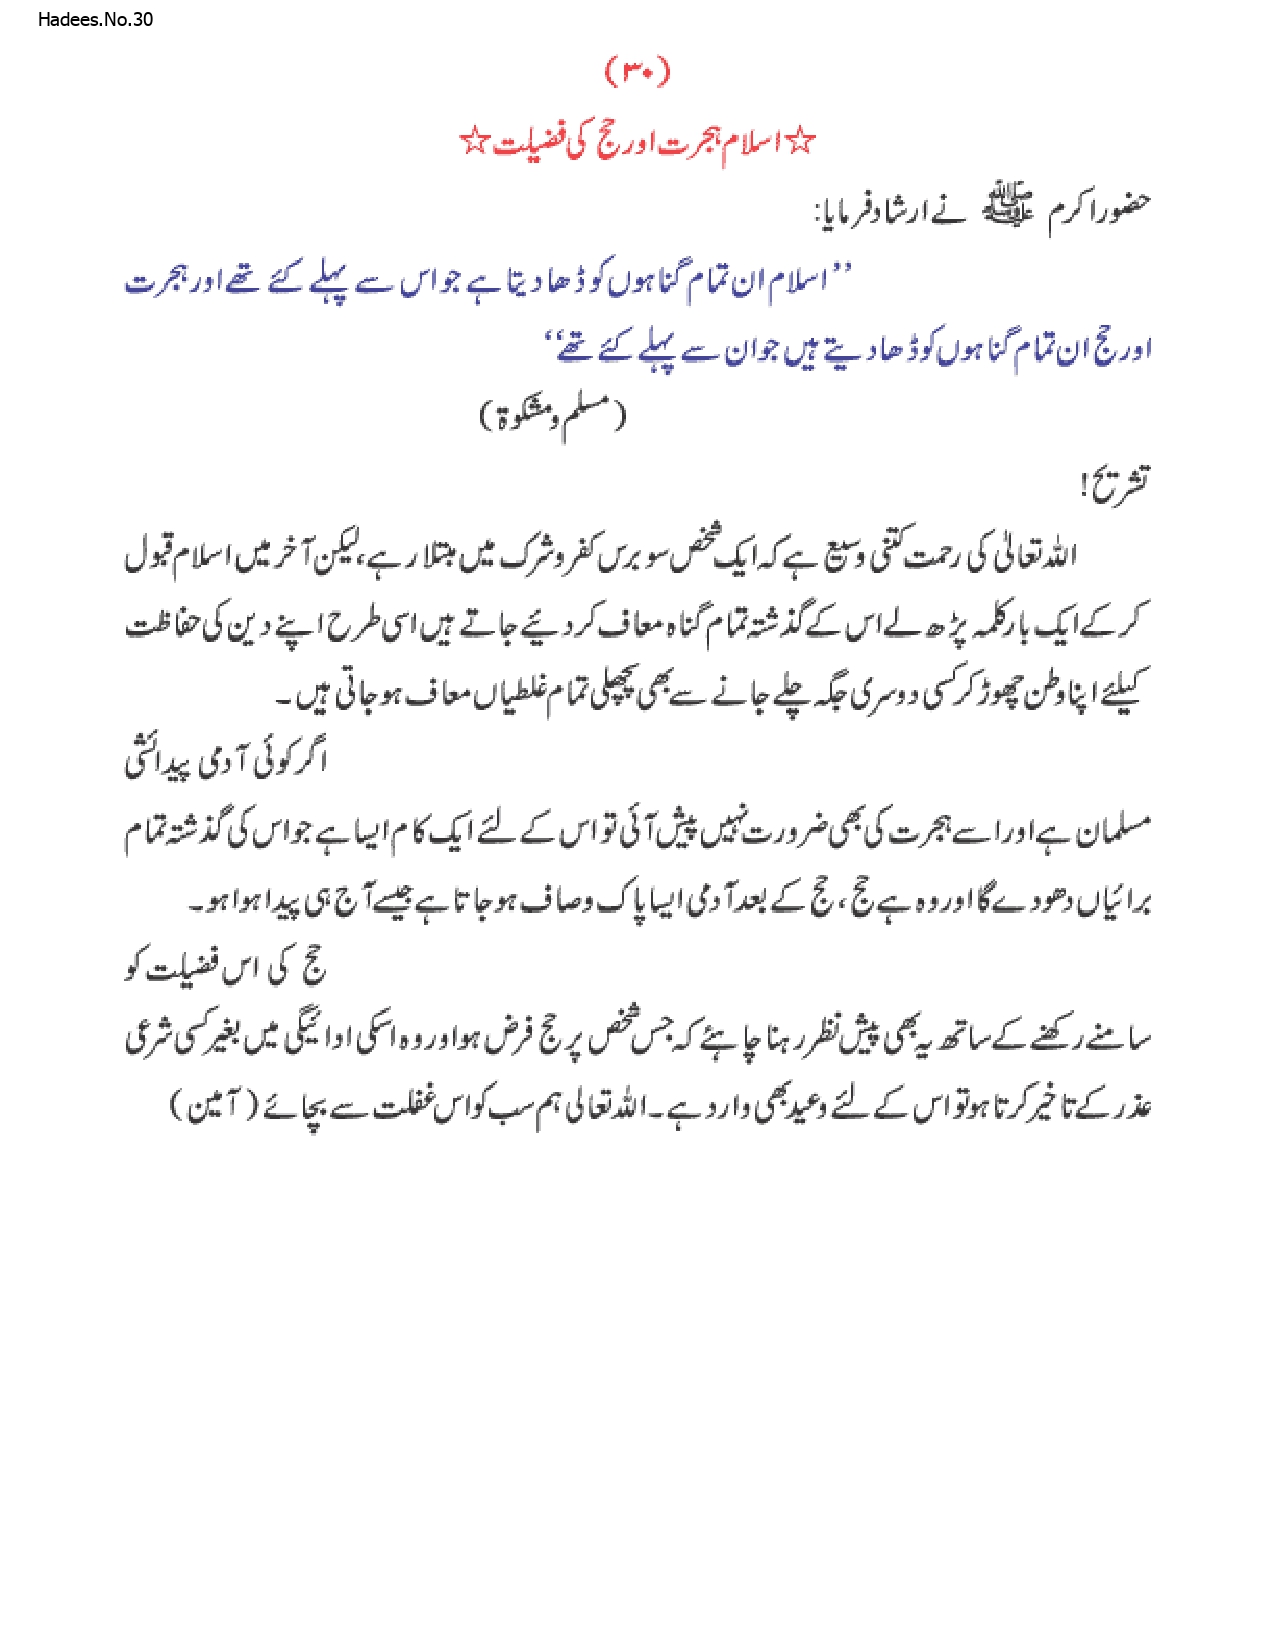 Hadees.No.30
(۳۰)
☆اسلام ہجرت اور حج کی فضیلت☆
حضور اکرم ﷺ نے ارشاد فرمایا:
’’اسلام ان تمام گناہوں کو ڈھا دیتا ہے جو اس سے پہلے کئے تھے اور ہجرت
اور حج ان تمام گناہوں کو ڈھا دیتے ہیں جو ان سے پہلے کئے تھے‘‘
(مسلم و مشکوۃ)
تشریح!
اللہ تعالیٰ کی رحمت کتنی وسیع ہے کہ ایک شخص سو برس کفر و شرک میں مبتلا رہے، لیکن آخر میں اسلام قبول
کر کے ایک بار کلمہ پڑھ لے اس کے گذشتہ تمام گناہ معاف کر دئیے جاتے ہیں اسی طرح اپنے دین کی حفاظت
کیلئے اپنا وطن چھوڑ کر کسی دوسری جگہ چلے جانے سے بھی پچھلی تمام غلطیاں معاف ہو جاتی ہیں۔
اگر کوئی آدمی پیدائشی
مسلمان ہے اور اسے ہجرت کی بھی ضرورت نہیں پیش آئی تو اس کے لئے ایک کام ایسا ہے جو اس کی گذشتہ تمام
برائیاں دھو دے گا اور وہ ہے حج، حج کے بعد آدمی ایسا پاک و صاف ہو جاتا ہے جیسے آج ہی پیدا ہوا ہو۔
حج کی اس فضیلت کو
سامنے رکھنے کے ساتھ یہ بھی پیش نظر رہنا چاہئے کہ جس شخص پر حج فرض ہو اور وہ اسکی ادائیگی میں بغیر کسی شرعی
عذر کے تاخیر کرتا ہو تو اس کے لئے وعید بھی وارد ہے۔ اللہ تعالی ہم سب کو اس غفلت سے بچائے (آمین)